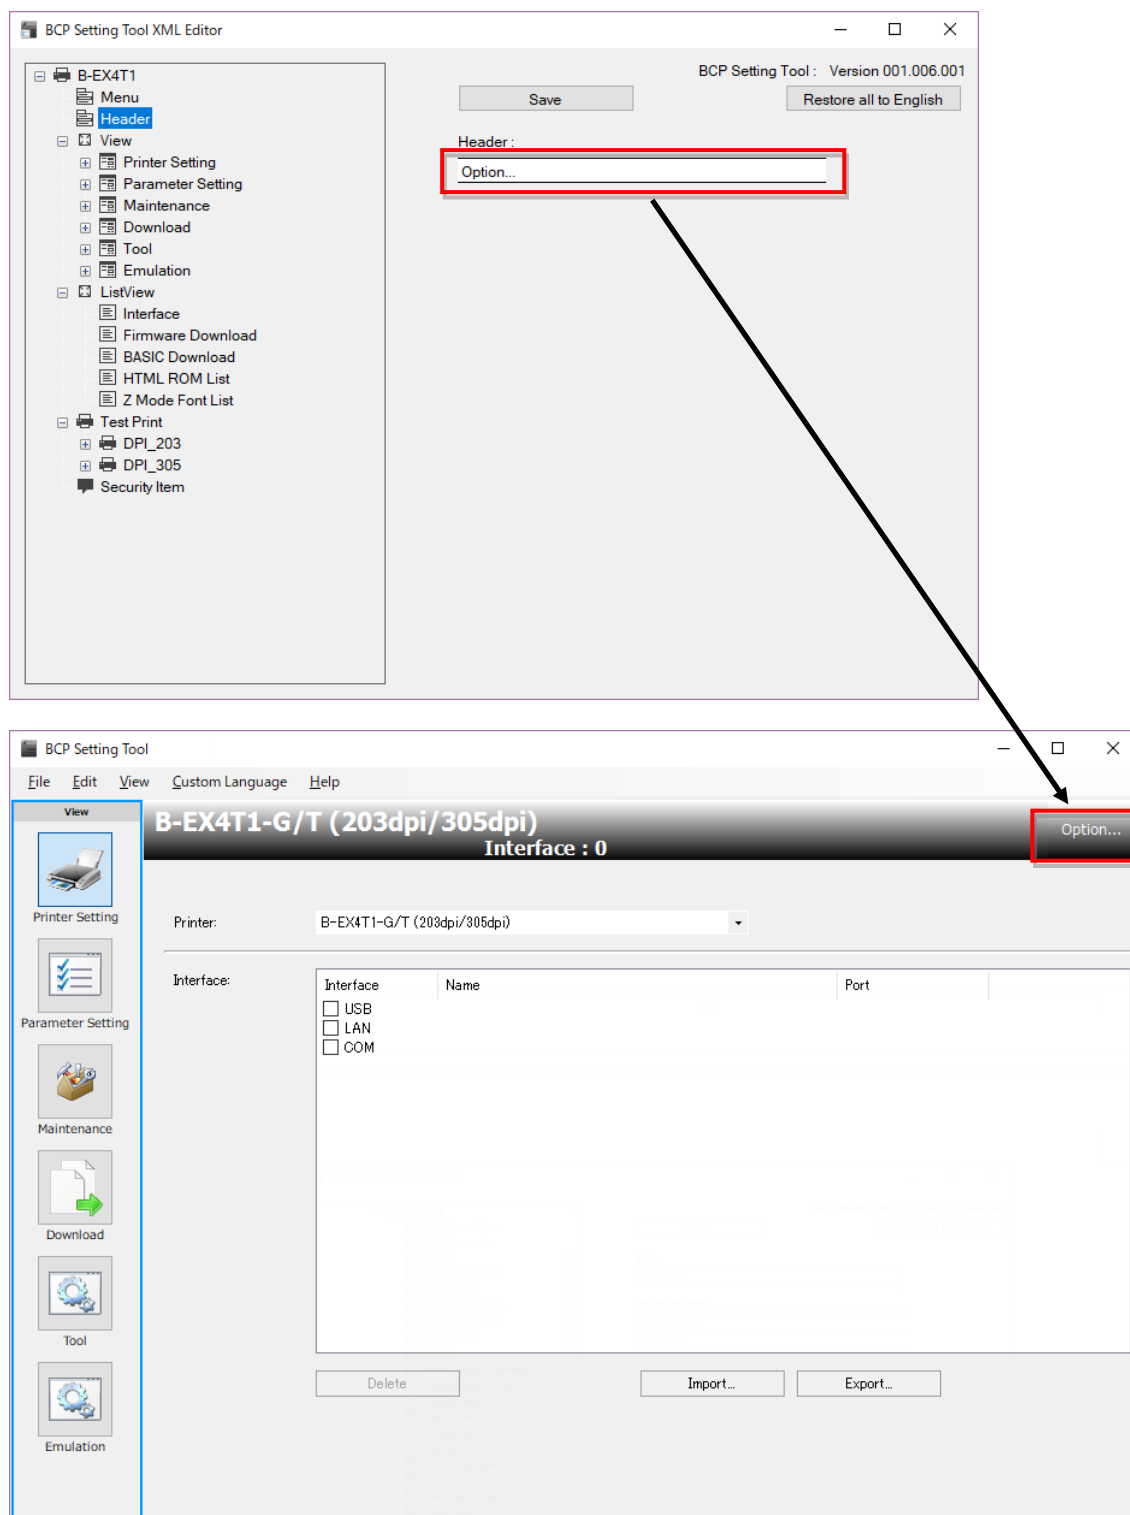 BCP Setting Tool XML Editor
BCP Setting Tool : Version 001.006.001
Save
Restore all to English
B-EX4T1
Menu
Header
View
Printer Setting
Parameter Setting
Maintenance
Download
Tool
Emulation
ListView
Interface
Firmware Download
BASIC Download
HTML ROM List
Z Mode Font List
Test Print
DPI_203
DPI_305
Security Item
Header :
Option...
BCP Setting Tool
File Edit View Custom Language Help
View
B-EX4T1-G/T (203dpi/305dpi)
Interface : 0
Option...
Printer Setting
Parameter Setting
Maintenance
Download
Tool
Emulation
Printer:
B-EX4T1-G/T (203dpi/305dpi)
Interface:
Interface Name Port
USB
LAN
COM
Delete
Import...
Export...